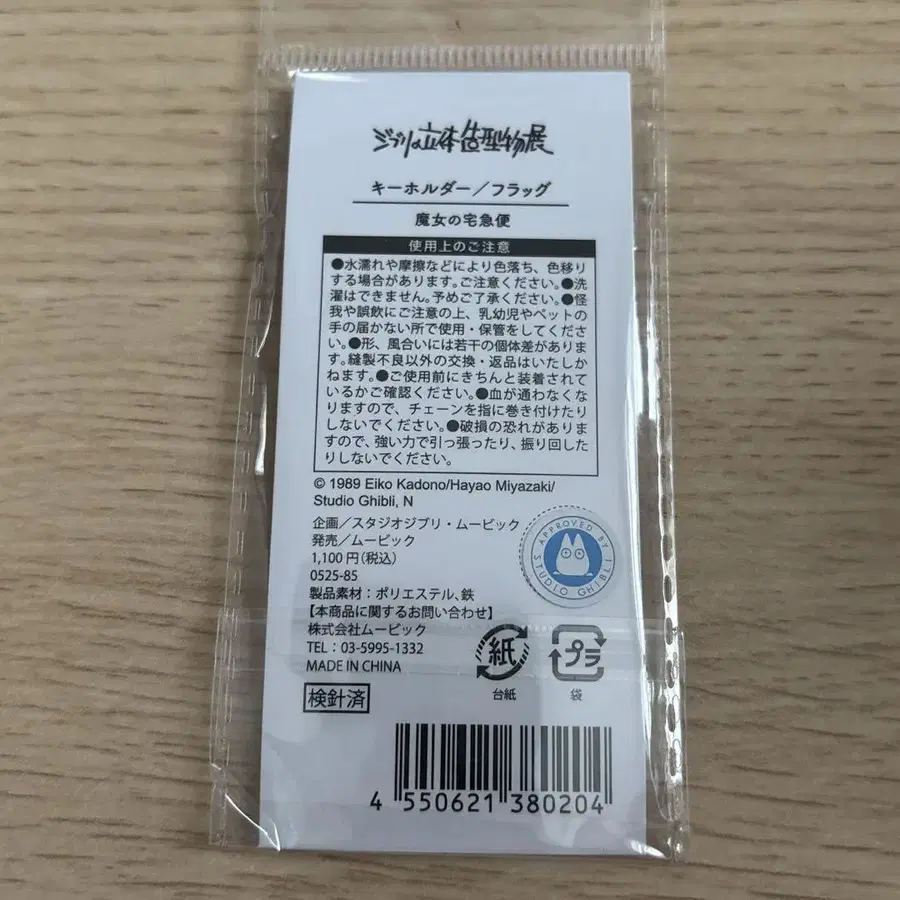 ジブリの立体造型物展
キーホルダー／フラッグ
魔女の宅急便
使用上のご注意
●水濡れや摩擦などにより色落ち、色移り
する場合があります。ご注意ください。●洗
濯はできません。予めご了承ください。●怪
我や誤飲にご注意の上、乳幼児やペットの
手の届かない所で使用・保管をしてくださ
い。●形、風合いには若干の個体差がありま
す。縫製不良以外の交換・返品はいたしか
ねます。●ご使用前にきちんと装着されて
いるかご確認ください。●血が通わなくな
りますので、チェーンを指に巻き付けたり
しないでください。●破損の恐れがありま
すので、強い力で引っ張ったり、振り回した
りしないでください。
© 1989 Eiko Kadono/Hayao Miyazaki/
Studio Ghibli, N
企画／スタジオジブリ・ムービック
発売／ムービック
1,100円(税込)
0525-85
製品素材：ポリエステル、鉄
【本商品に関するお問い合わせ】
株式会社ムービック
TEL：03-5995-1332
MADE IN CHINA
APPROVED BY
STUDIO GHIBLI
紙
台紙
プラ
袋
検針済
4 550621 380204